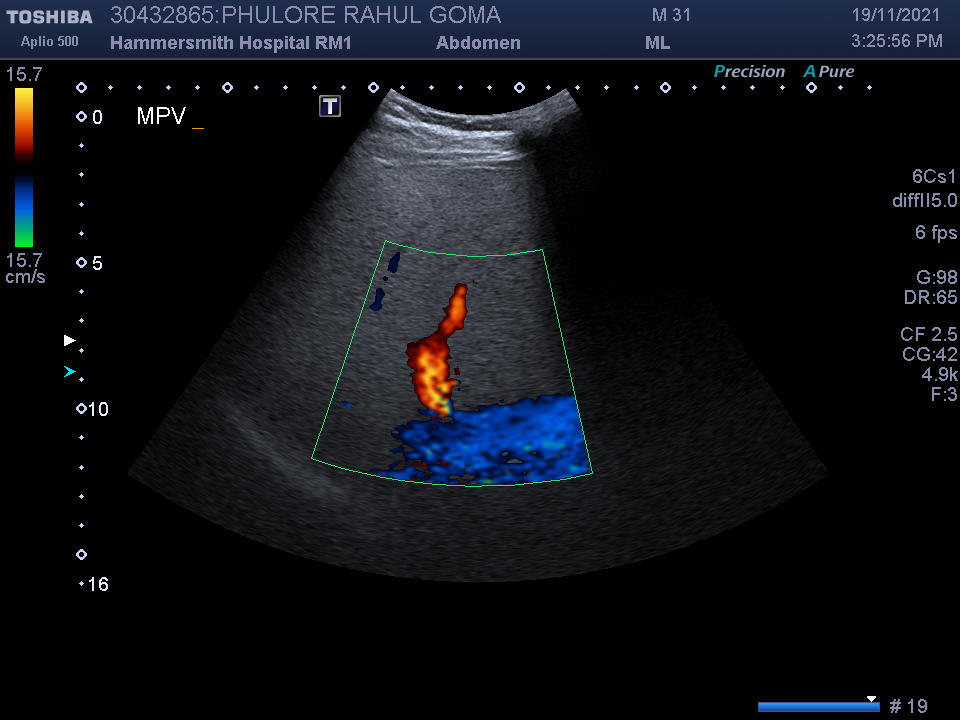 TOSHIBA 30432865:PHULORE RAHUL GOMA M 31 19/11/2021
Aplio 500 Hammersmith Hospital RM1 Abdomen ML 3:25:56 PM
Precision A Pure
15.7
T
0 MPV _
6Cs1
diffII5.0
6 fps
15.7 5
cm/s
G:98
DR:65
CF 2.5
CG:42
4.9k
F:3
10
16
# 19